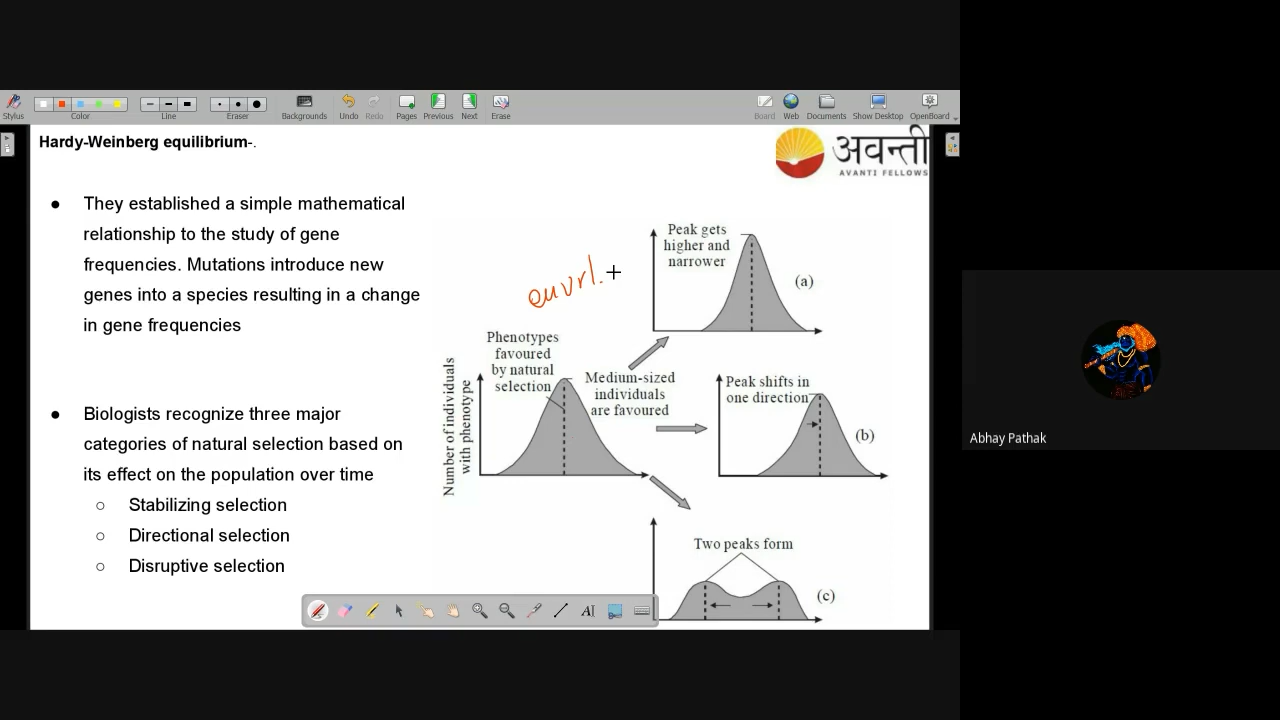 Stylus
Color
Line
Eraser
Backgrounds
Undo
Redo
Pages
Previous
Next
Erase
Board
Web
Documents
Show Desktop
OpenBoard
Hardy-Weinberg equilibrium-.
अवन्ती
AVANTI FELLOWS
● They established a simple mathematical
relationship to the study of gene
frequencies. Mutations introduce new
genes into a species resulting in a change
in gene frequencies
● Biologists recognize three major
categories of natural selection based on
its effect on the population over time
○ Stabilizing selection
○ Directional selection
○ Disruptive selection
Number of individuals
with phenotype
Phenotypes
favoured
by natural
selection
Medium-sized
individuals
are favoured
Peak gets
higher and
narrower
(a)
Peak shifts in
one direction
(b)
Two peaks form
(c)
AI
Abhay Pathak